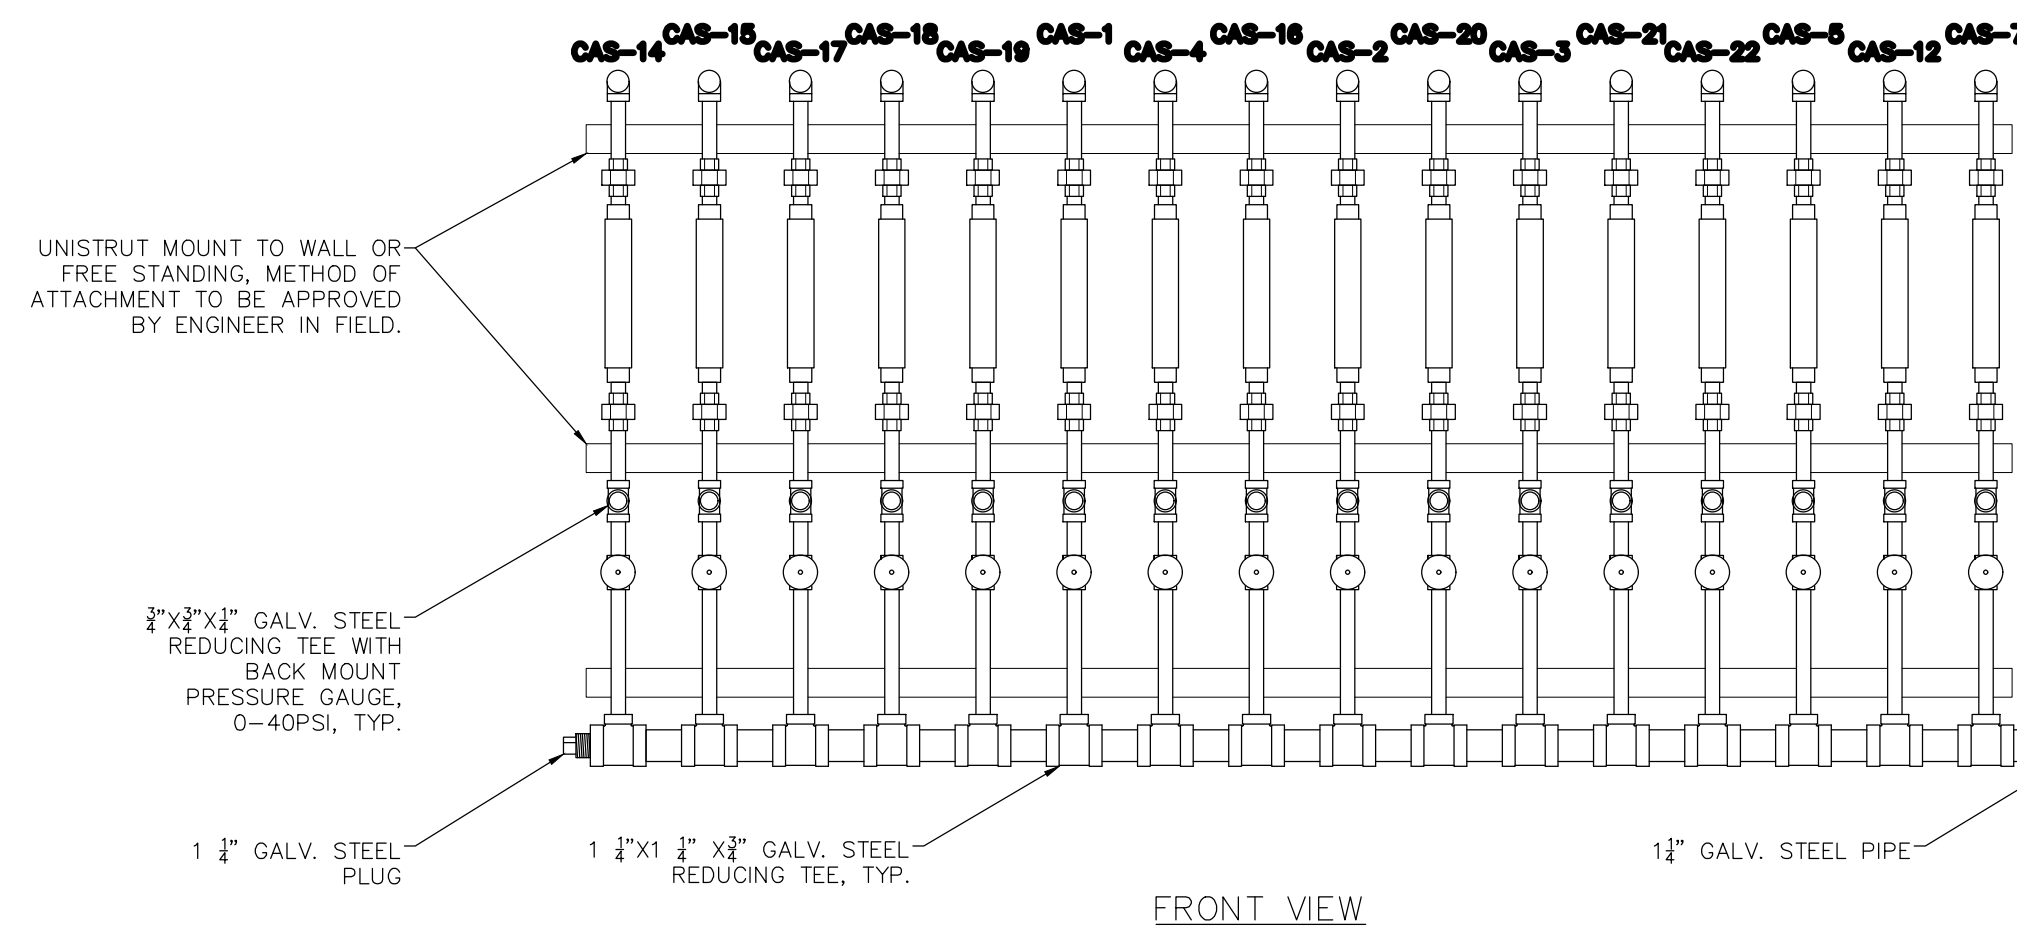 CAS-14 CAS-15 CAS-17 CAS-18 CAS-19 CAS-1 CAS-4 CAS-16 CAS-2 CAS-20 CAS-3 CAS-21 CAS-22 CAS-5 CAS-12 CAS-7
UNISTRUT MOUNT TO WALL OR
FREE STANDING, METHOD OF
ATTACHMENT TO BE APPROVED
BY ENGINEER IN FIELD.
3/4"X3/4"X1/4" GALV. STEEL
REDUCING TEE WITH
BACK MOUNT
PRESSURE GAUGE,
0-40PSI, TYP.
1 1/4" GALV. STEEL
PLUG
1 1/4"X1 1/4" X3/4" GALV. STEEL
REDUCING TEE, TYP.
1 1/4" GALV. STEEL PIPE
FRONT VIEW